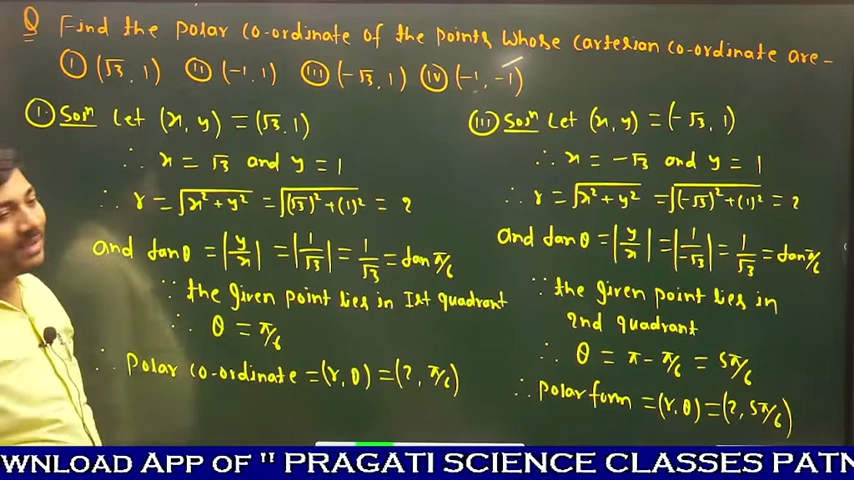 Q Find the polar co-ordinate of the points whose carterian co-ordinate are-
(i) (√3, 1) (ii) (-1, 1) (iii) (-√3, 1) (iv) (-1, -1)
(i) Solⁿ Let (x, y) = (√3, 1)
∴ x = √3 and y = 1
∴ r = √(x² + y²) = √((√3)² + (1)²) = 2
and tanθ = |y/x| = |1/√3| = 1/√3 = tan π/6
∵ the given point lies in Ist quadrant
∴ θ = π/6
∴ polar co-ordinate = (r, θ) = (2, π/6)
(iii) Solⁿ Let (x, y) = (-√3, 1)
∴ x = -√3 and y = 1
∴ r = √(x² + y²) = √((-√3)² + (1)²) = 2
and tanθ = |y/x| = |1/-√3| = 1/√3 = tan π/6
∵ the given point lies in
2nd quadrant
∴ θ = π - π/6 = 5π/6
∴ polar form = (r, θ) = (2, 5π/6)
WNLOAD APP OF " PRAGATI SCIENCE CLASSES PATN